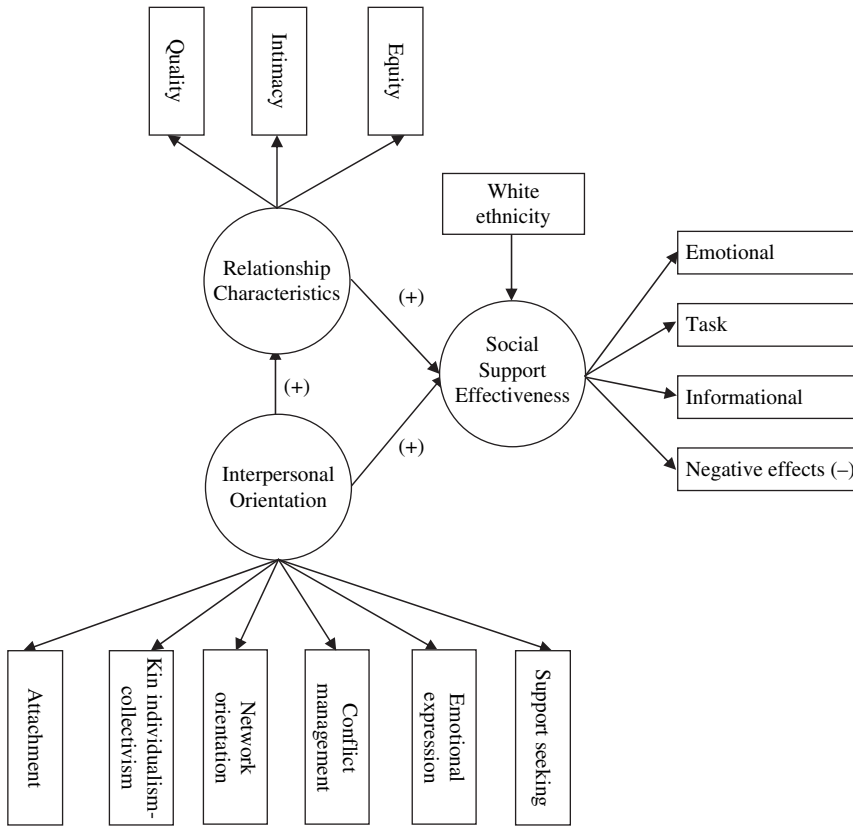 Quality
Intimacy
Equity
White
ethnicity
Relationship
Characteristics
(+)
Social
Support
Effectiveness
Emotional
Task
Informational
Negative effects (–)
(+)
(+)
Interpersonal
Orientation
Attachment
Kin individualism-
collectivism
Network
orientation
Conflict
management
Emotional
expression
Support seeking